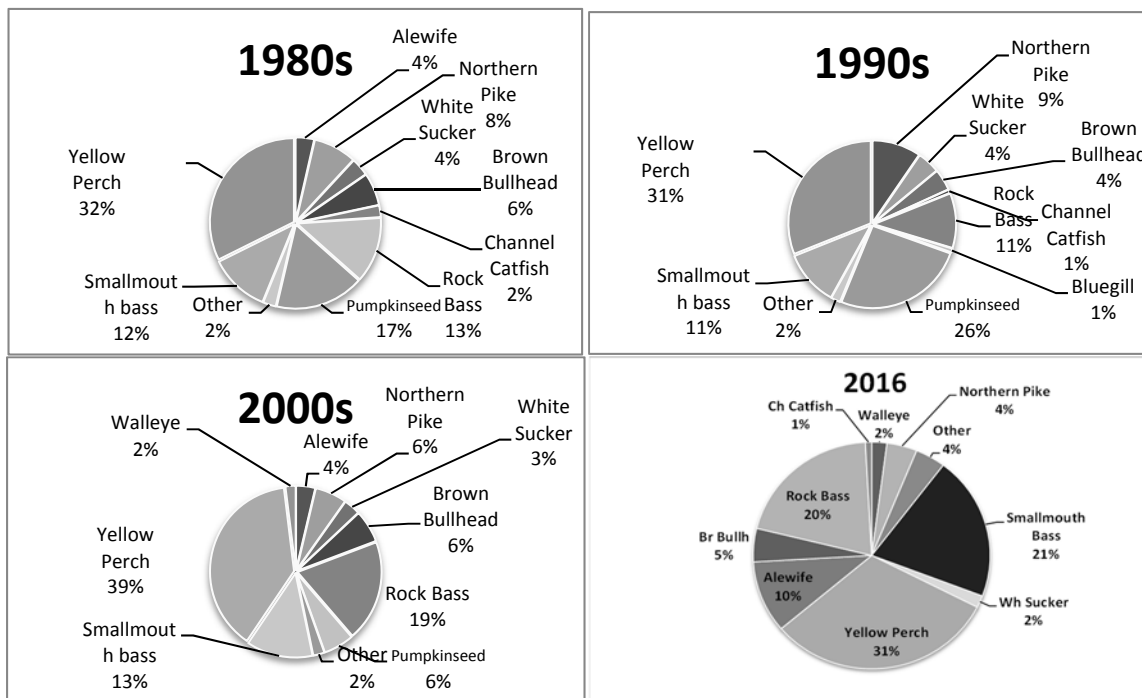 1980s
Alewife
4%
Northern
Pike
8%
White
Sucker
4%
Brown
Bullhead
6%
Channel
Catfish
2%
Rock
Bass
13%
Pumpkinseed
17%
Other
2%
Smallmout
h bass
12%
Yellow
Perch
32%
1990s
Northern
Pike
9%
White
Sucker
4%
Brown
Bullhead
4%
Channel
Catfish
1%
Rock
Bass
11%
Bluegill
1%
Pumpkinseed
26%
Other
2%
Smallmout
h bass
11%
Yellow
Perch
31%
2000s
Alewife
4%
Northern
Pike
6%
White
Sucker
3%
Brown
Bullhead
6%
Rock Bass
19%
Pumpkinseed
6%
Other
2%
Smallmout
h bass
13%
Yellow
Perch
39%
Walleye
2%
2016
Walleye
2%
Northern Pike
4%
Other
4%
Smallmouth
Bass
21%
Wh Sucker
2%
Yellow Perch
31%
Alewife
10%
Br Bullh
5%
Rock Bass
20%
Ch Catfish
1%